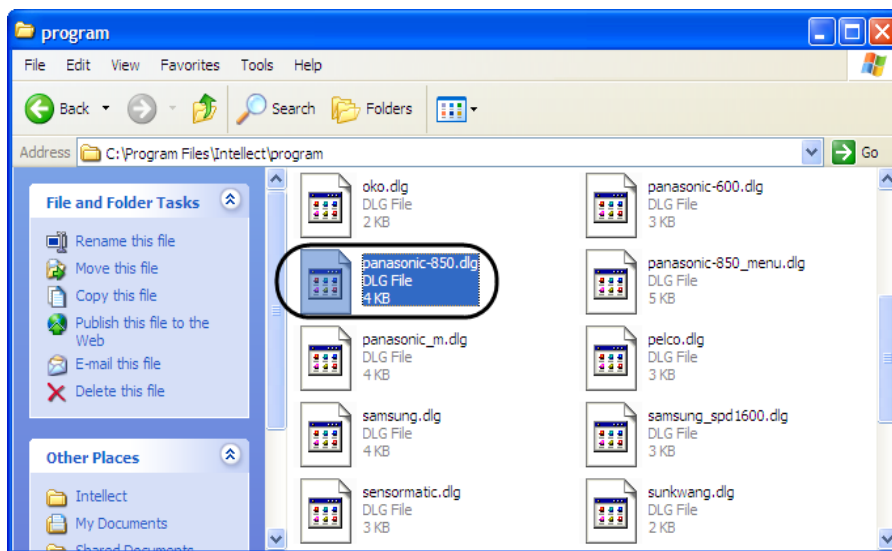 program
File Edit View Favorites Tools Help
Back Search Folders
Address C:\Program Files\Intellect\program Go
File and Folder Tasks
Rename this file
Move this file
Copy this file
Publish this file to the
Web
E-mail this file
Delete this file
Other Places
Intellect
My Documents
Shared Documents
oko.dlg
DLG File
2 KB
panasonic-600.dlg
DLG File
3 KB
panasonic-850.dlg
DLG File
4 KB
panasonic-850_menu.dlg
DLG File
5 KB
panasonic_m.dlg
DLG File
4 KB
pelco.dlg
DLG File
3 KB
samsung.dlg
DLG File
4 KB
samsung_spd1600.dlg
DLG File
3 KB
sensormatic.dlg
DLG File
3 KB
sunkwang.dlg
DLG File
2 KB